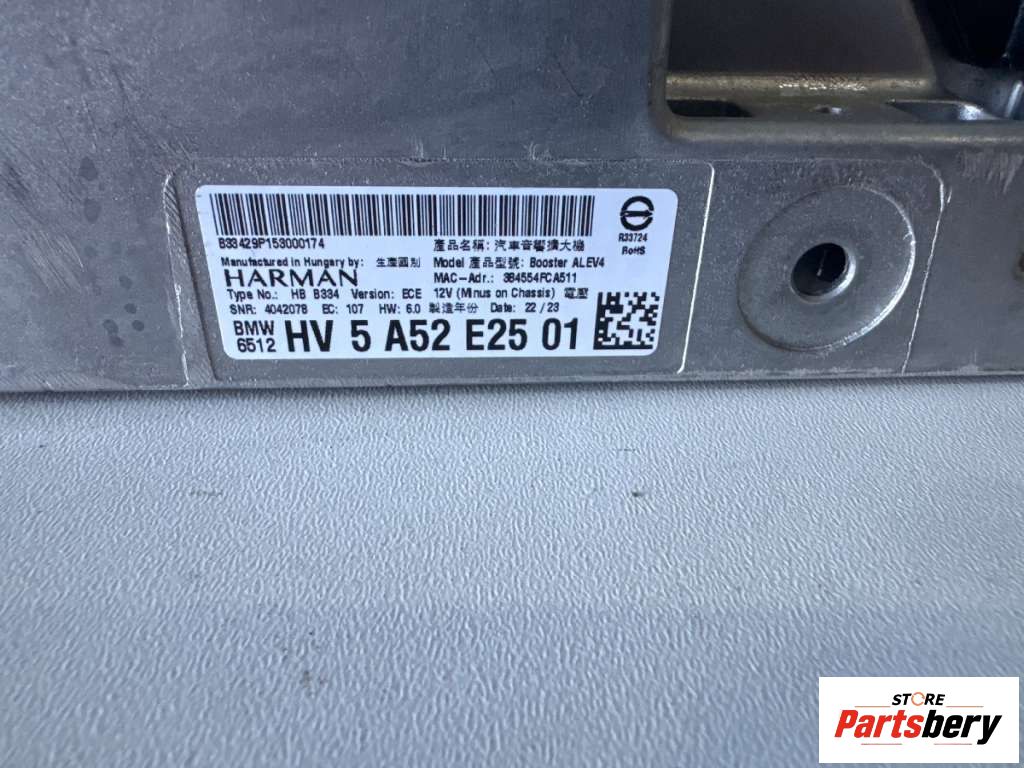 B33429P153000174
產品名稱: 汽車音響擴大機
R33724
RoHS
Manufactured in Hungary by: 生產國別 Model 產品型號: Booster ALEV4
HARMAN MAC-Adr.: 384554FCA511
Type No.: HB B334 Version: ECE 12V (Minus on Chassis) 電壓
SNR: 4042078 EC: 107 HW: 6.0 製造年份 Date: 22/23
BMW
6512 HV 5 A52 E25 01
STORE
Partsbery